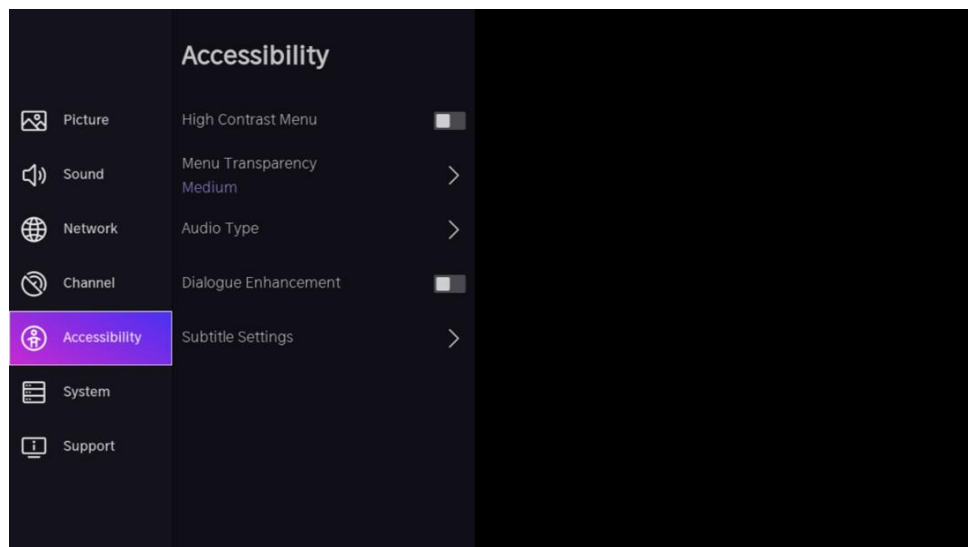 Accessibility
Picture
High Contrast Menu
Sound
Menu Transparency
Medium
Network
Audio Type
Channel
Dialogue Enhancement
Accessibility
Subtitle Settings
System
Support